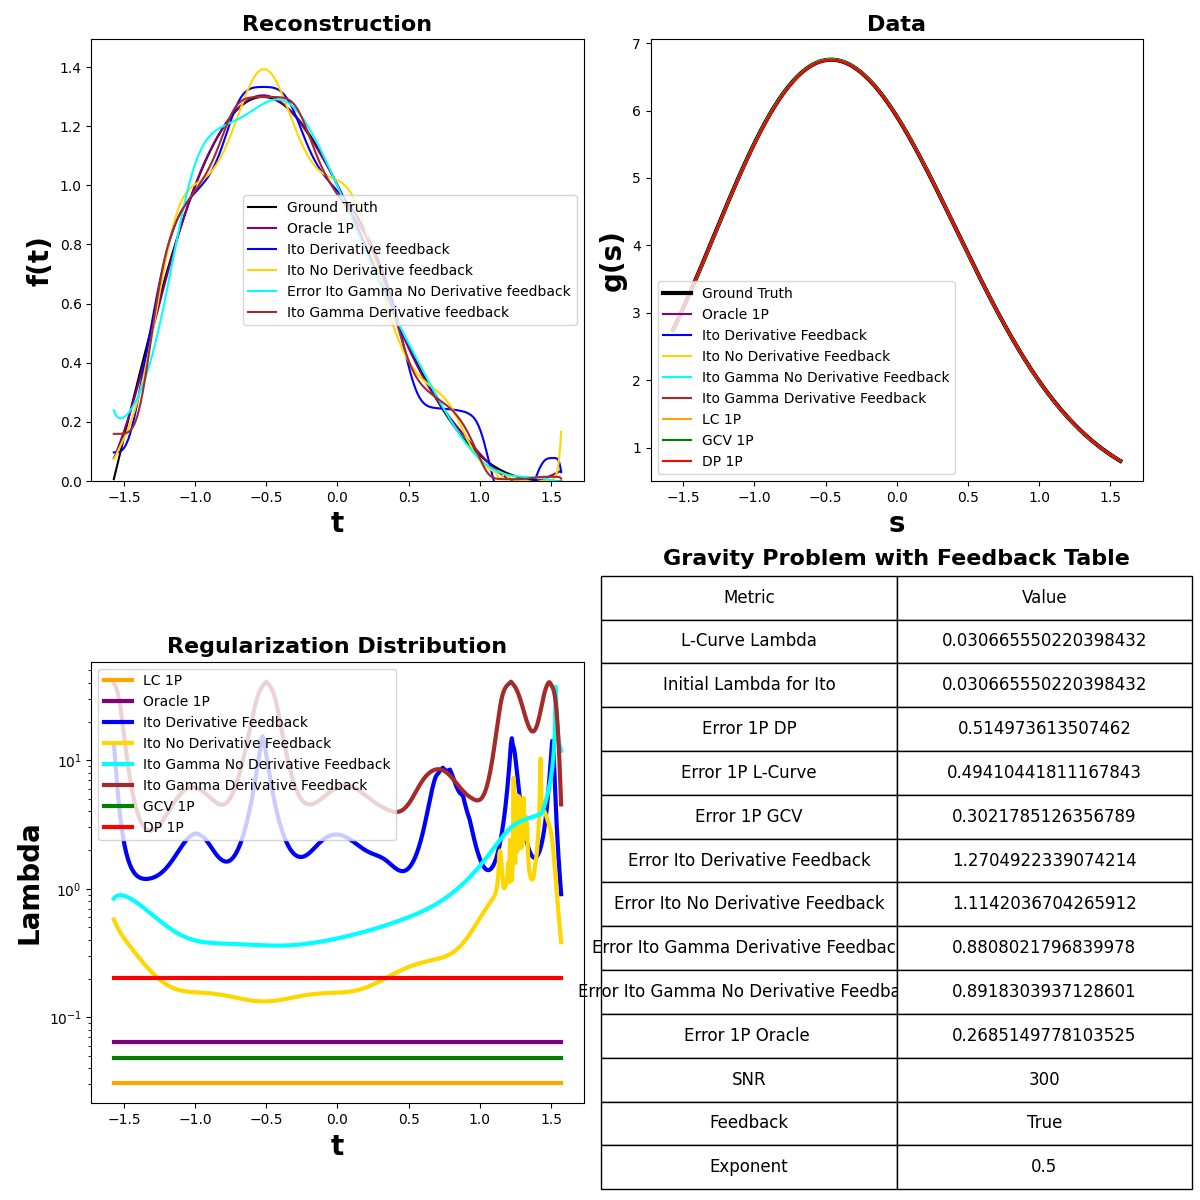 Reconstruction
f(t)
1.4
1.2
1.0
0.8
0.6
0.4
0.2
0.0
Ground Truth
Oracle 1P
Ito Derivative feedback
Ito No Derivative feedback
Error Ito Gamma No Derivative feedback
Ito Gamma Derivative feedback
−1.5 −1.0 −0.5 0.0 0.5 1.0 1.5
t
Data
g(s)
7
6
5
4
3
2
1
Ground Truth
Oracle 1P
Ito Derivative Feedback
Ito No Derivative Feedback
Ito Gamma No Derivative Feedback
Ito Gamma Derivative Feedback
LC 1P
GCV 1P
DP 1P
−1.5 −1.0 −0.5 0.0 0.5 1.0 1.5
s
Regularization Distribution
Lambda
10¹
10⁰
10⁻¹
LC 1P
Oracle 1P
Ito Derivative Feedback
Ito No Derivative Feedback
Ito Gamma No Derivative Feedback
Ito Gamma Derivative Feedback
GCV 1P
DP 1P
−1.5 −1.0 −0.5 0.0 0.5 1.0 1.5
t
Gravity Problem with Feedback Table
Metric Value
L-Curve Lambda 0.030665550220398432
Initial Lambda for Ito 0.030665550220398432
Error 1P DP 0.514973613507462
Error 1P L-Curve 0.49410441811167843
Error 1P GCV 0.3021785126356789
Error Ito Derivative Feedback 1.2704922339074214
Error Ito No Derivative Feedback 1.1142036704265912
Error Ito Gamma Derivative Feedbac 0.8808021796839978
Error Ito Gamma No Derivative Feedba 0.8918303937128601
Error 1P Oracle 0.2685149778103525
SNR 300
Feedback True
Exponent 0.5